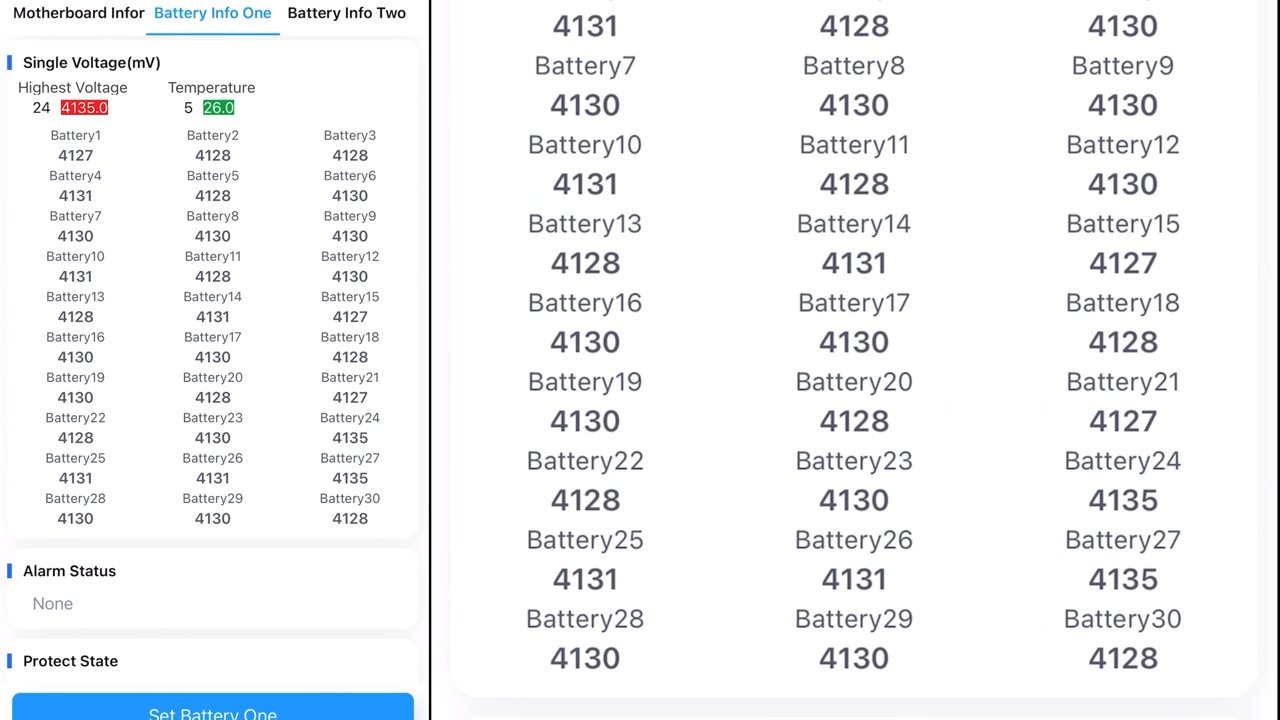 Motherboard Infor Battery Info One Battery Info Two
Single Voltage(mV)
Highest Voltage Temperature
24 4135.0 5 26.0
Battery1 Battery2 Battery3
4127 4128 4128
Battery4 Battery5 Battery6
4131 4128 4130
Battery7 Battery8 Battery9
4130 4130 4130
Battery10 Battery11 Battery12
4131 4128 4130
Battery13 Battery14 Battery15
4128 4131 4127
Battery16 Battery17 Battery18
4130 4130 4128
Battery19 Battery20 Battery21
4130 4128 4127
Battery22 Battery23 Battery24
4128 4130 4135
Battery25 Battery26 Battery27
4131 4131 4135
Battery28 Battery29 Battery30
4130 4130 4128
Alarm Status
None
Protect State
Set Battery One
4131 4128 4130
Battery7 Battery8 Battery9
4130 4130 4130
Battery10 Battery11 Battery12
4131 4128 4130
Battery13 Battery14 Battery15
4128 4131 4127
Battery16 Battery17 Battery18
4130 4130 4128
Battery19 Battery20 Battery21
4130 4128 4127
Battery22 Battery23 Battery24
4128 4130 4135
Battery25 Battery26 Battery27
4131 4131 4135
Battery28 Battery29 Battery30
4130 4130 4128